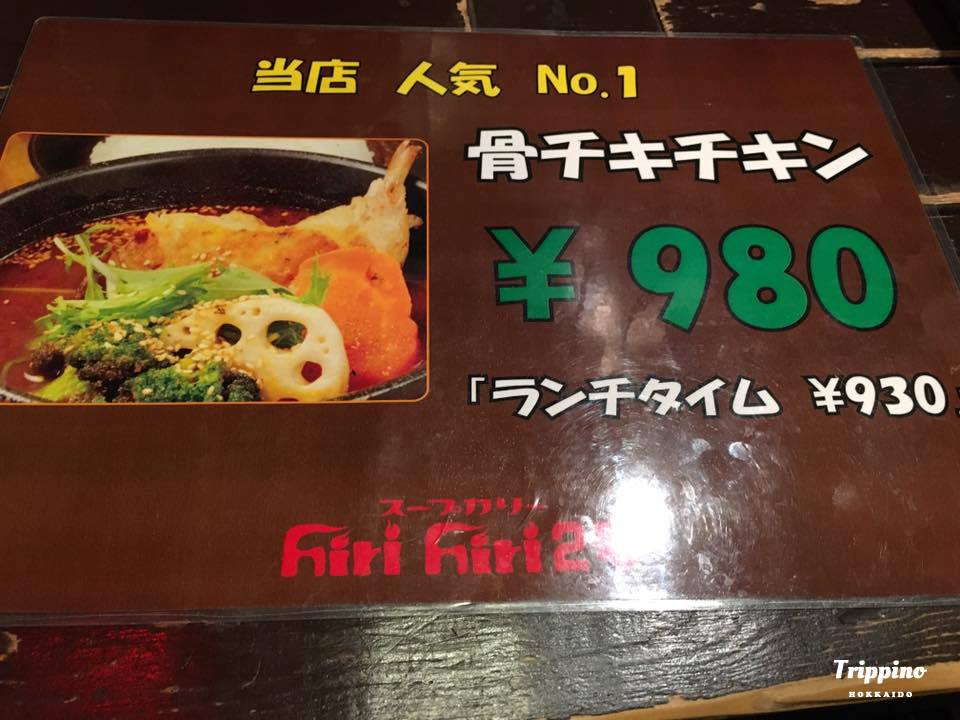 当店 人気 No.1
骨チキチキン
￥980
「ランチタイム ￥930」
スープカリー
hiri hiri
Trippino
HOKKAIDO